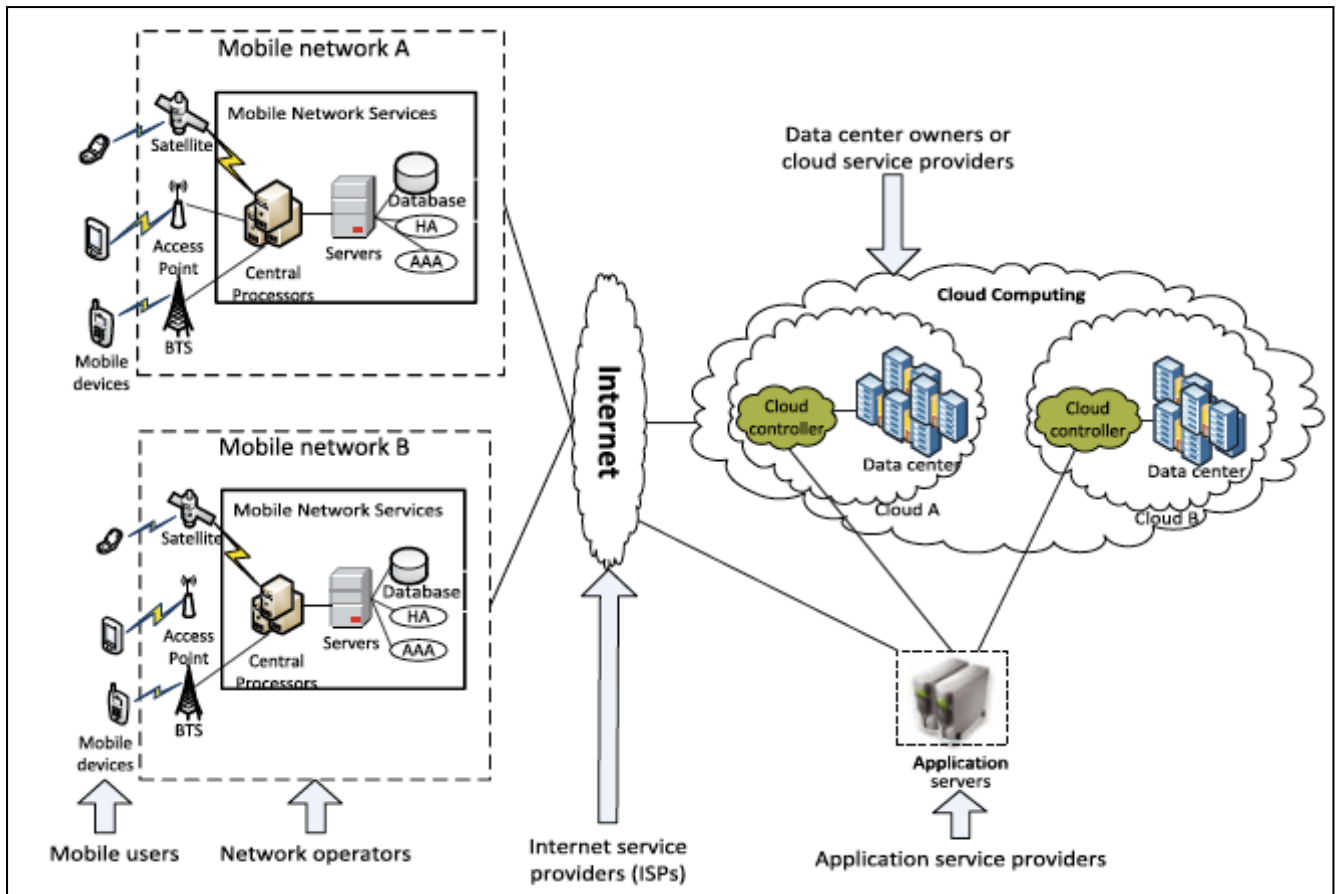 Mobile network A
Mobile Network Services
Satellite
Database
HA
AAA
Access
Point
Servers
Central
Processors
BTS
Mobile
devices
Mobile network B
Mobile Network Services
Satellite
Database
HA
AAA
Access
Point
Servers
Central
Processors
BTS
Mobile
devices
Mobile users
Network operators
Internet
Internet service
providers (ISPs)
Data center owners or
cloud service providers
Cloud Computing
Cloud
controller
Data center
Cloud A
Cloud
controller
Data center
Cloud B
Application
servers
Application service providers